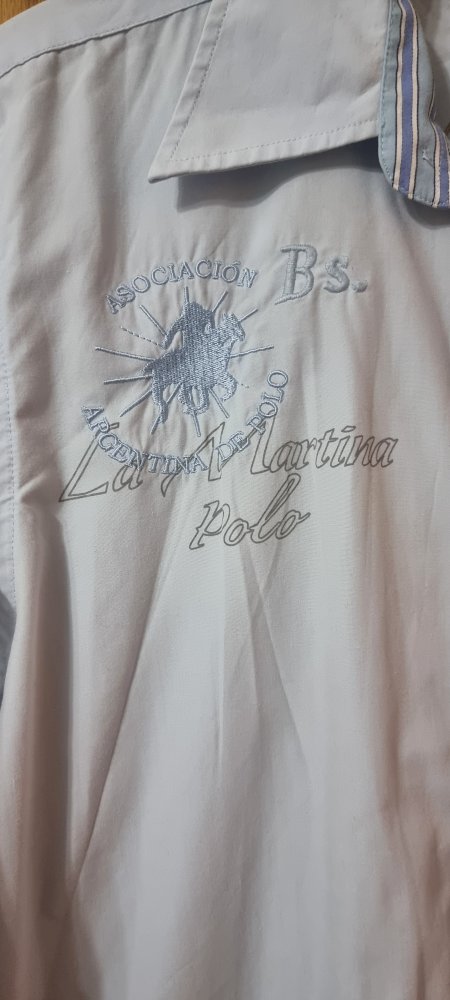 ASOCIACIÓN
Bs.
ARGENTINA DE POLO
La Martina
Polo